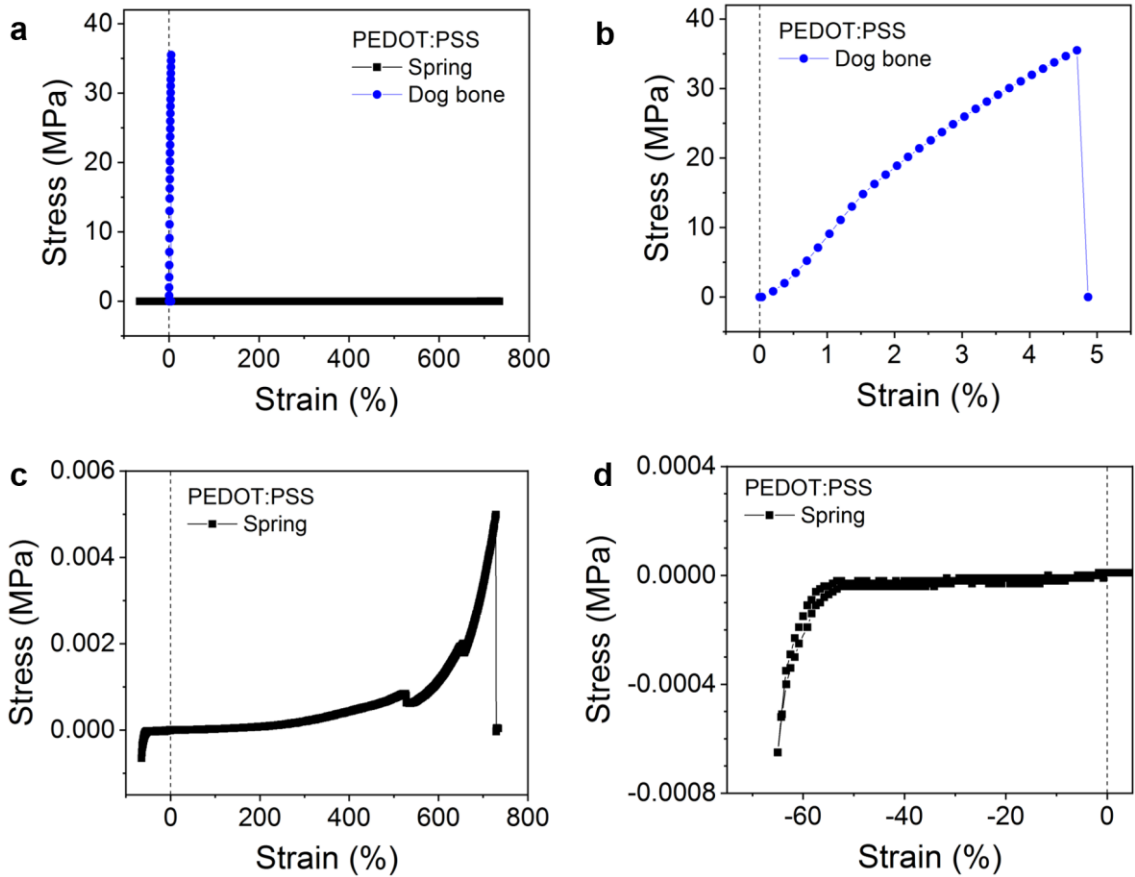 a
PEDOT:PSS
Spring
Dog bone
Stress (MPa)
40
30
20
10
0
0 200 400 600 800
Strain (%)
b
PEDOT:PSS
Dog bone
Stress (MPa)
40
30
20
10
0
0 1 2 3 4 5
Strain (%)
c
PEDOT:PSS
Spring
Stress (MPa)
0.006
0.004
0.002
0.000
0 200 400 600 800
Strain (%)
d
PEDOT:PSS
Spring
Stress (MPa)
0.0004
0.0000
-0.0004
-0.0008
-60 -40 -20 0
Strain (%)